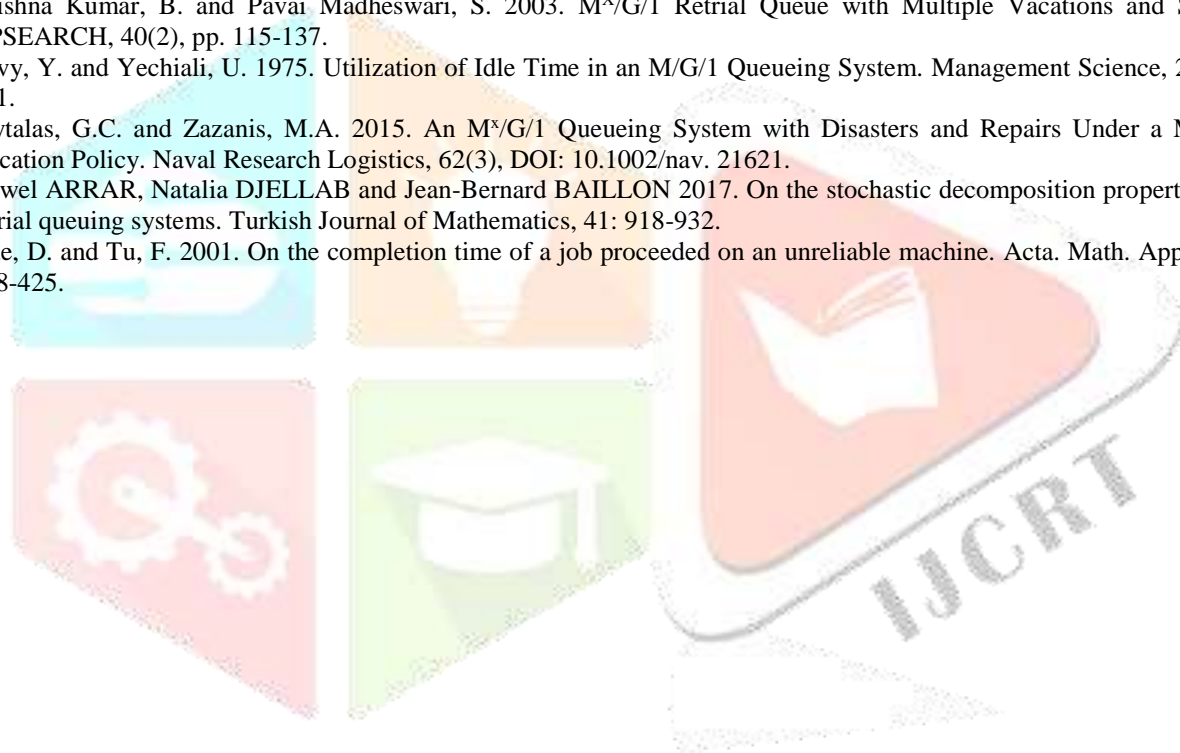 ishna Kumar, B. and Pavai Madheswari, S. 2003. Mˣ/G/1 Retrial Queue with Multiple Vacations and S
PSEARCH, 40(2), pp. 115-137.
vy, Y. and Yechiali, U. 1975. Utilization of Idle Time in an M/G/1 Queueing System. Management Science, 2
1.
ytalas, G.C. and Zazanis, M.A. 2015. An Mˣ/G/1 Queueing System with Disasters and Repairs Under a M
cation Policy. Naval Research Logistics, 62(3), DOI: 10.1002/nav. 21621.
wel ARRAR, Natalia DJELLAB and Jean-Bernard BAILLON 2017. On the stochastic decomposition propert
rial queuing systems. Turkish Journal of Mathematics, 41: 918-932.
e, D. and Tu, F. 2001. On the completion time of a job proceeded on an unreliable machine. Acta. Math. App
8-425.
IJCRT